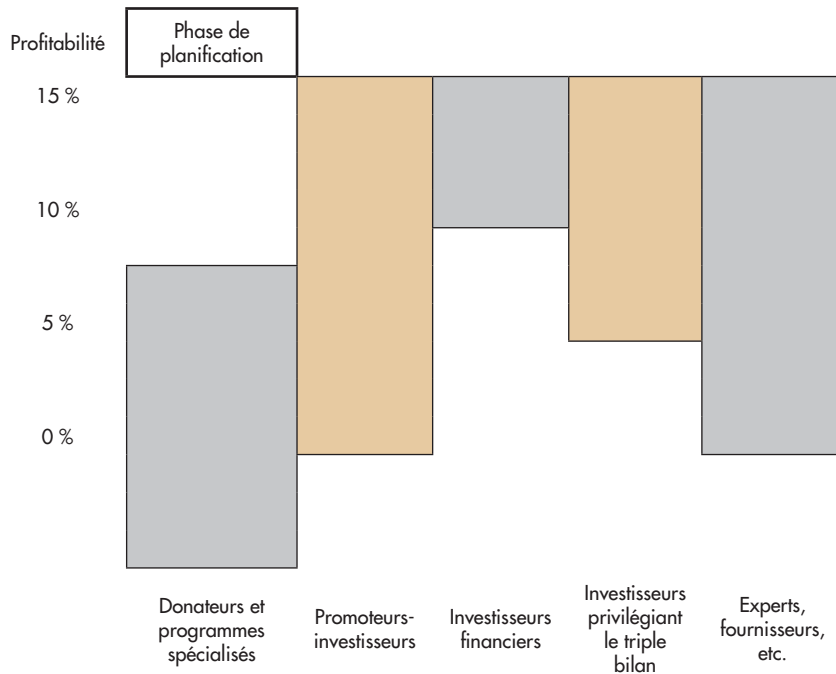 Profitabilité
Phase de
planification
15 %
10 %
5 %
0 %
Donateurs et
programmes
spécialisés
Promoteurs-
investisseurs
Investisseurs
financiers
Investisseurs
privilégiant
le triple
bilan
Experts,
fournisseurs,
etc.